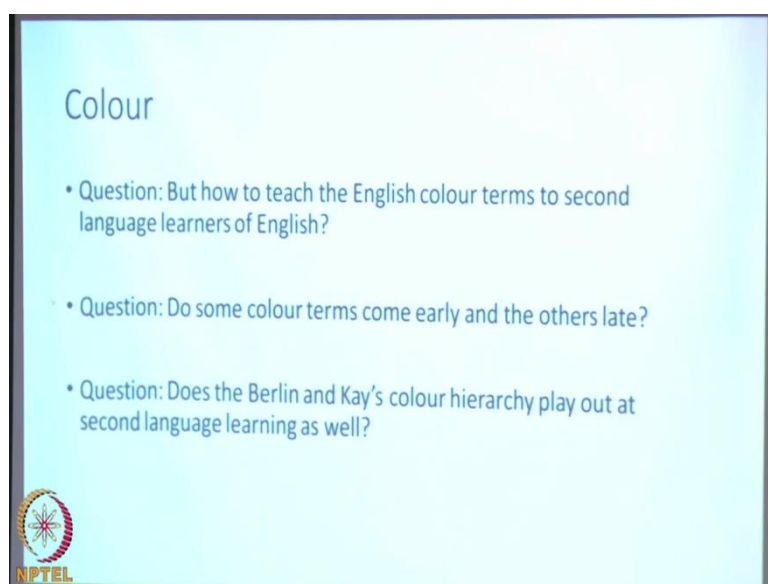 Colour
• Question: But how to teach the English colour terms to second
language learners of English?
• Question: Do some colour terms come early and the others late?
• Question: Does the Berlin and Kay's colour hierarchy play out at
second language learning as well?
NPTEL